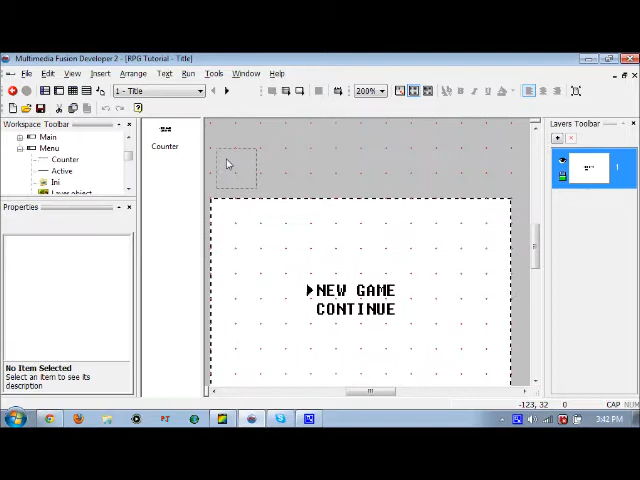 Multimedia Fusion Developer 2 - [RPG Tutorial - Title]
File Edit View Insert Arrange Text Run Tools Window Help
1 - Title
200%
Workspace Toolbar
Main
Menu
Counter
Active
Ini
Layer object
Counter
Layers Toolbar
1
Properties
NEW GAME
CONTINUE
No Item Selected
Select an item to see its
description
-123, 32 0 CAP NUM
3:42 PM